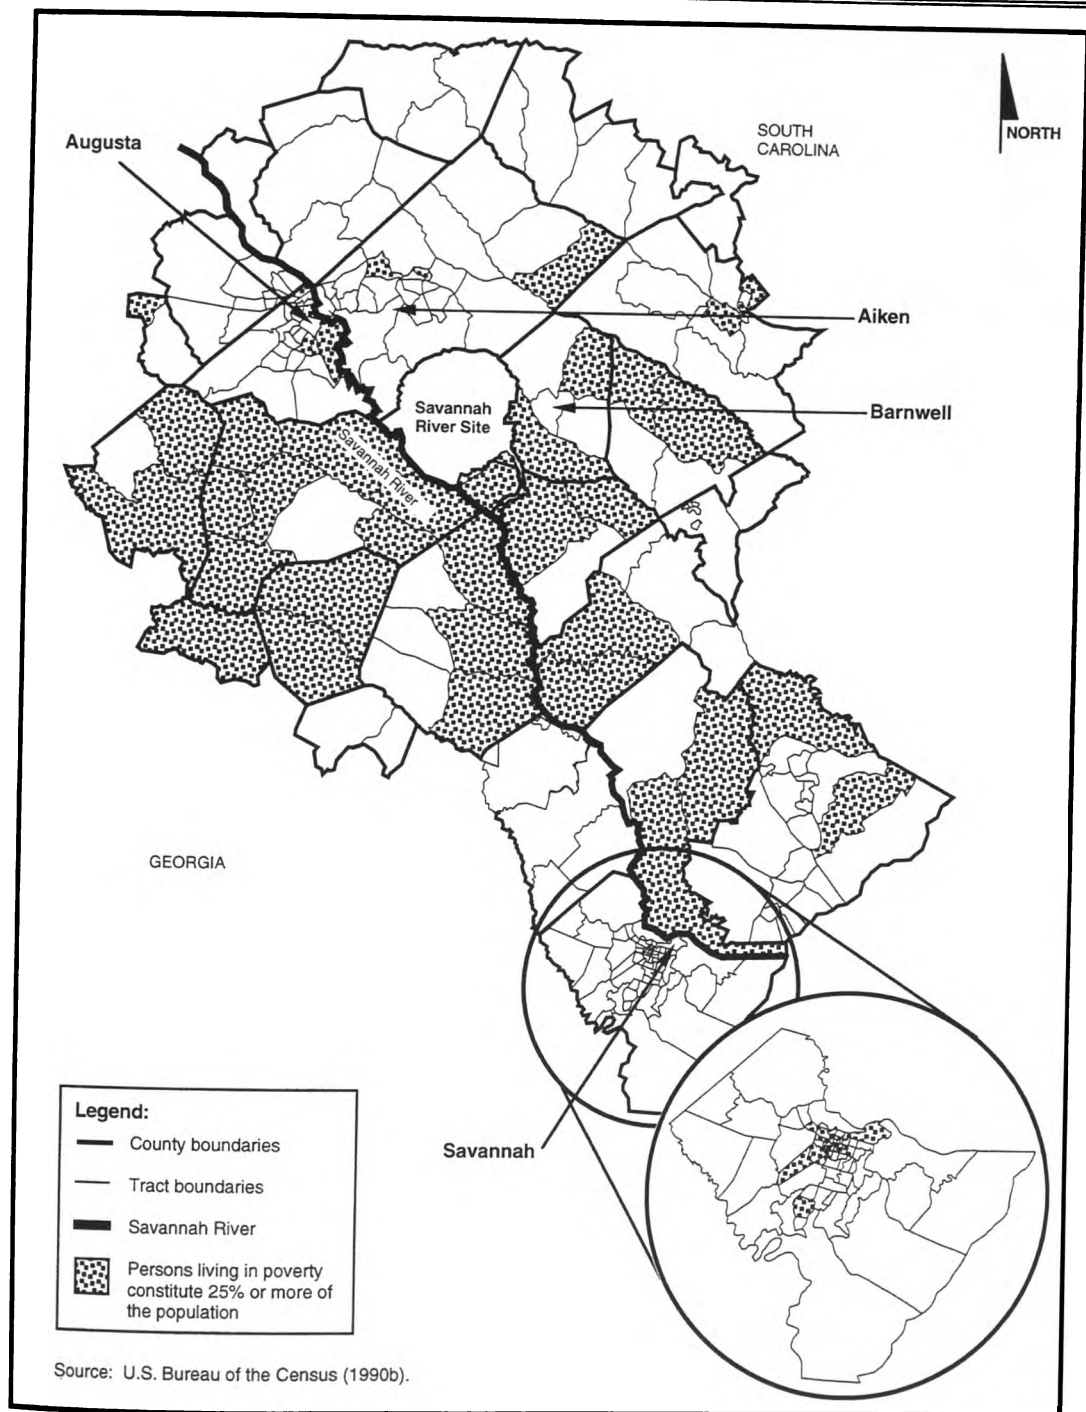 Augusta
SOUTH
CAROLINA
NORTH
Aiken
Savannah
River Site
Barnwell
Savannah River
GEORGIA
Savannah
Legend:
County boundaries
Tract boundaries
Savannah River
Persons living in poverty
constitute 25% or more of
the population
Source: U.S. Bureau of the Census (1990b).